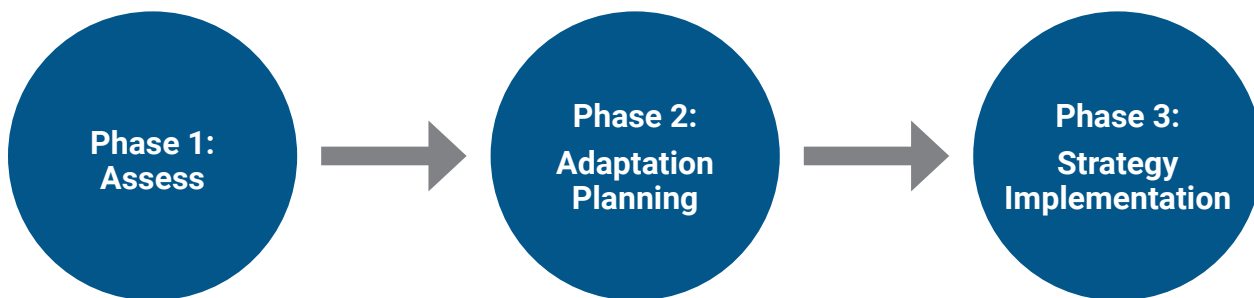 Phase 1:
Assess
Phase 2:
Adaptation
Planning
Phase 3:
Strategy
Implementation